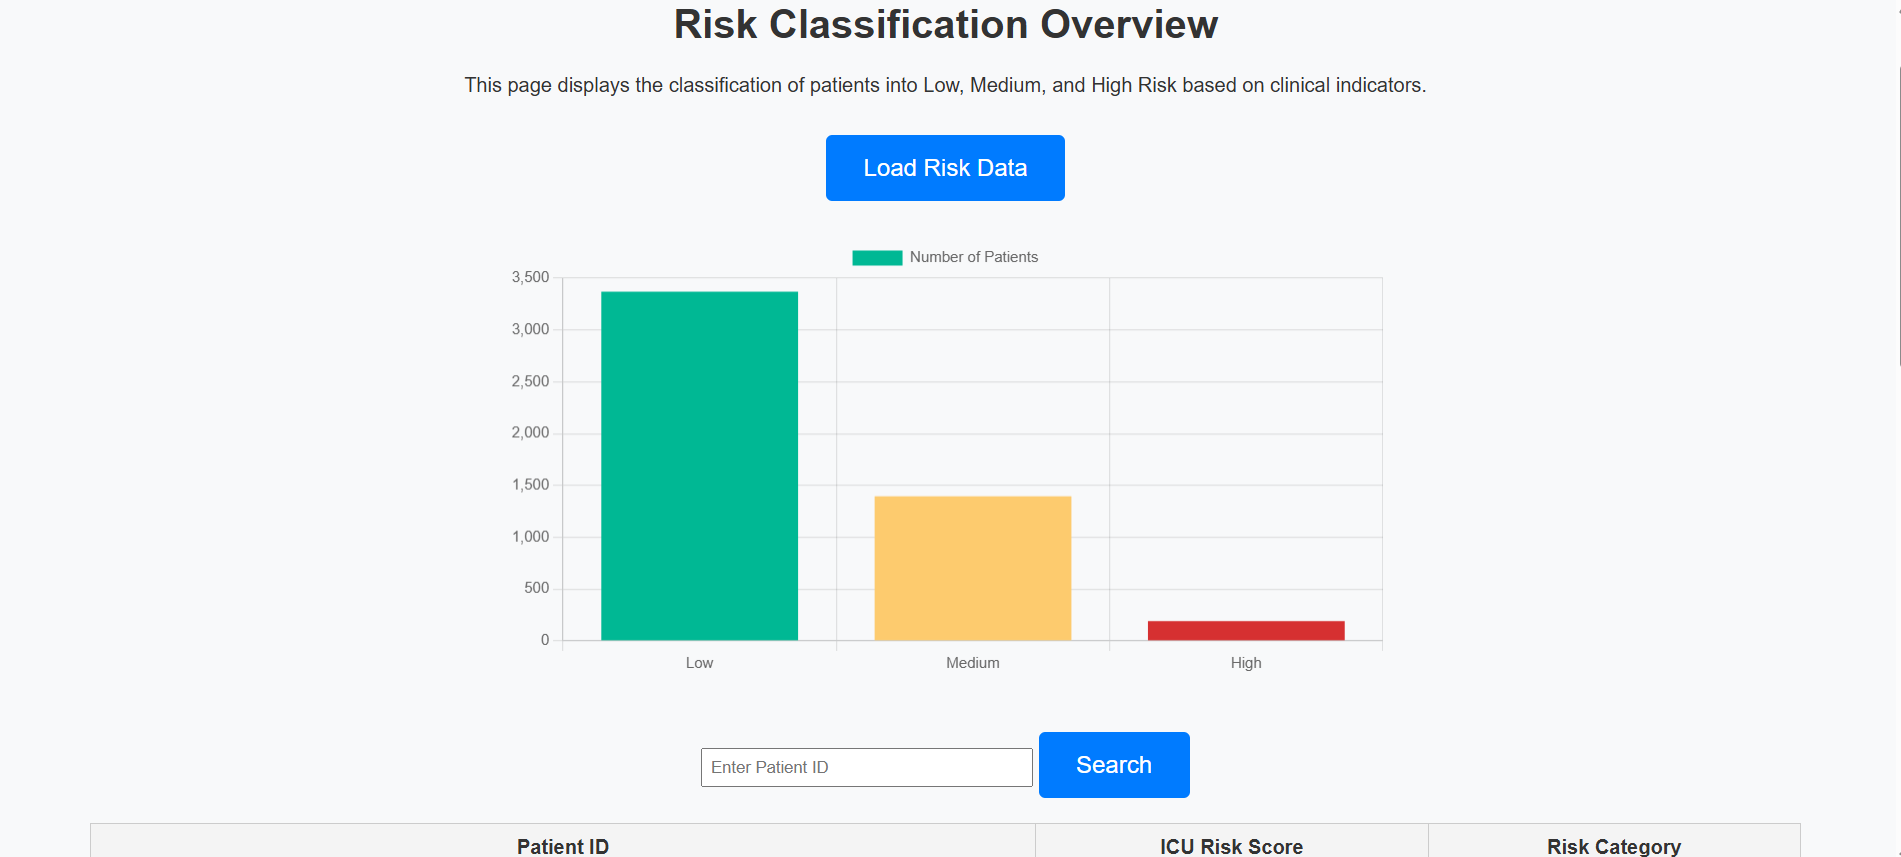 Risk Classification Overview
This page displays the classification of patients into Low, Medium, and High Risk based on clinical indicators.
Load Risk Data
Number of Patients
3,500
3,000
2,500
2,000
1,500
1,000
500
0
Low Medium High
Enter Patient ID Search
Patient ID ICU Risk Score Risk Category